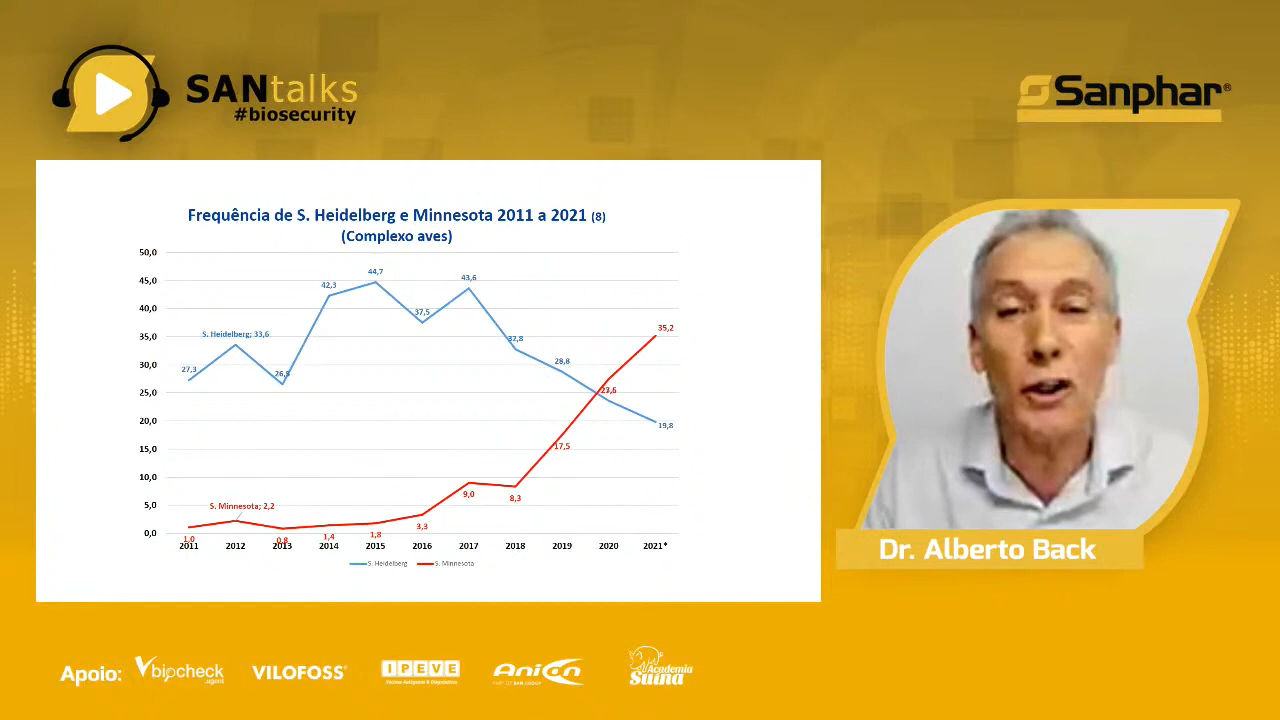 SANtalks
#biosecurity
Sanphar®
Frequência de S. Heidelberg e Minnesota 2011 a 2021 (8)
(Complexo aves)
50,0
45,0
40,0
35,0
30,0
25,0
20,0
15,0
10,0
5,0
0,0
27,3
S. Heidelberg; 33,6
42,3
44,7
37,5
43,6
32,8
28,8
19,8
1,0
S. Minnesota; 2,2
0,8
1,4
1,8
3,3
9,0
8,3
17,5
35,2
2011 2012 2013 2014 2015 2016 2017 2018 2019 2020 2021*
S. Heidelberg S. Minnesota
Dr. Alberto Back
Apoio:
biocheck
VILOFOSS®
IPEVE
AniCon
Academia
Suína